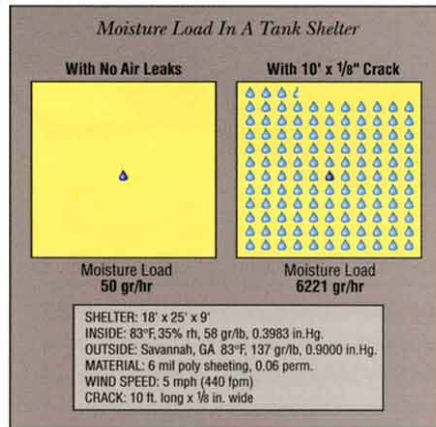 Moisture Load In A Tank Shelter
With No Air Leaks
With 10' x 1/8" Crack
Moisture Load
50 gr/hr
Moisture Load
6221 gr/hr
SHELTER: 18' x 25' x 9'
INSIDE: 83°F, 35% rh, 58 gr/lb, 0.3983 in.Hg.
OUTSIDE: Savannah, GA 83°F, 137 gr/lb, 0.9000 in.Hg.
MATERIAL: 6 mil poly sheeting, 0.06 perm.
WIND SPEED: 5 mph (440 fpm)
CRACK: 10 ft. long x 1/8 in. wide